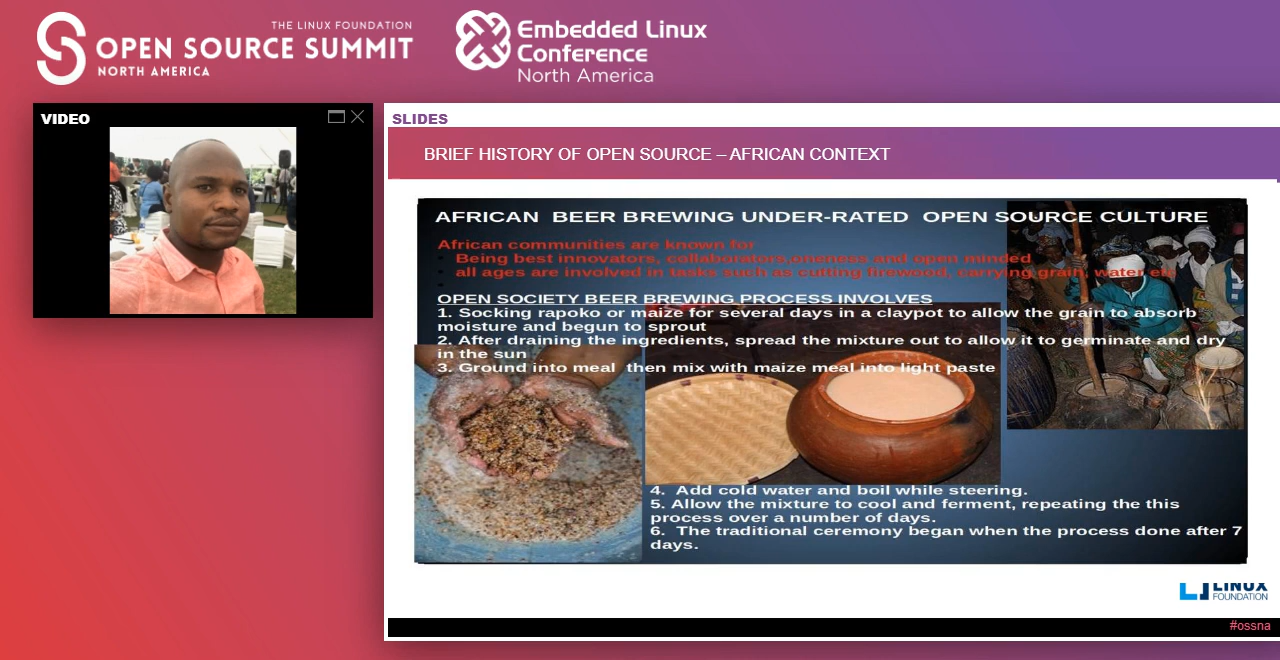 THE LINUX FOUNDATION
OPEN SOURCE SUMMIT
NORTH AMERICA
Embedded Linux
Conference
North America
VIDEO
SLIDES
BRIEF HISTORY OF OPEN SOURCE – AFRICAN CONTEXT
AFRICAN BEER BREWING UNDER-RATED OPEN SOURCE CULTURE
African communities are known for
• Being best innovators, collaborators,oneness and open minded
• all ages are involved in tasks such as cutting firewood, carrying grain, water etc
•
OPEN SOCIETY BEER BREWING PROCESS INVOLVES
1. Socking rapoko or maize for several days in a claypot to allow the grain to absorb
moisture and begun to sprout
2. After draining the ingredients, spread the mixture out to allow it to germinate and dry
in the sun
3. Ground into meal then mix with maize meal into light paste
4. Add cold water and boil while steering.
5. Allow the mixture to cool and ferment, repeating the this
process over a number of days.
6. The traditional ceremony began when the process done after 7
days.
LINUX
FOUNDATION
#ossna